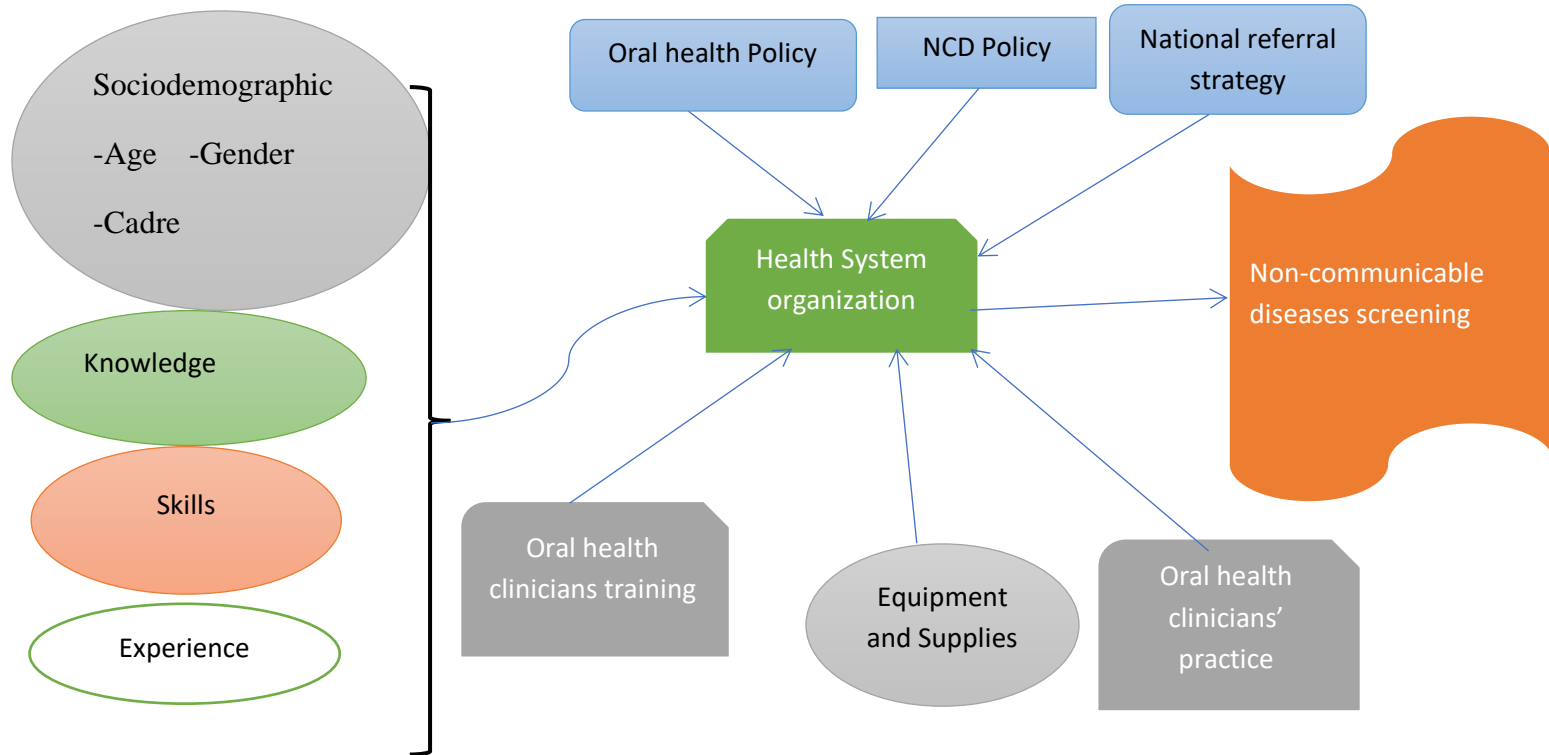 Sociodemographic
-Age -Gender
-Cadre
Knowledge
Skills
Experience
Oral health Policy
NCD Policy
National referral
strategy
Health System
organization
Non-communicable
diseases screening
Oral health
clinicians training
Equipment
and Supplies
Oral health
clinicians’
practice